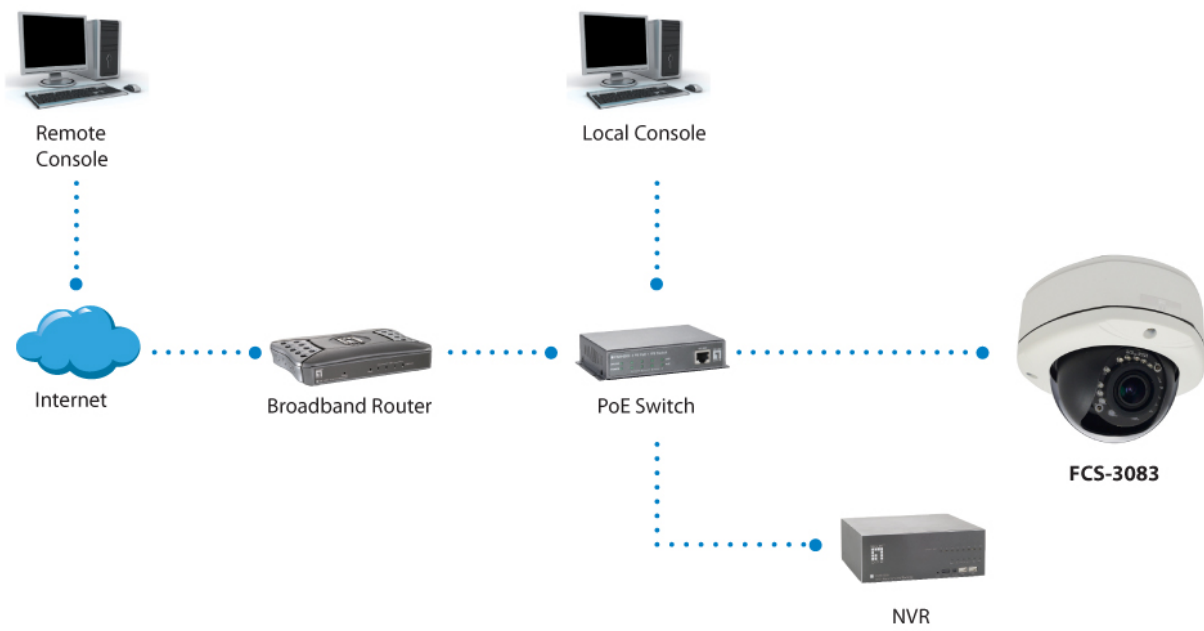 Remote
Console
Local Console
Internet
Broadband Router
PoE Switch
FCS-3083
NVR